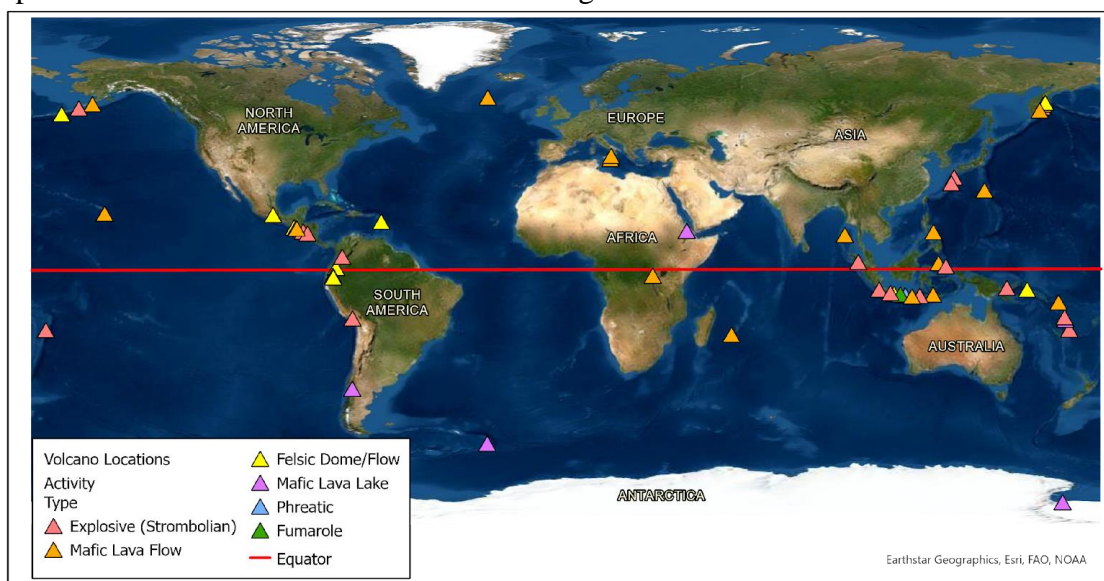 NORTH
AMERICA
EUROPE
ASIA
AFRICA
SOUTH
AMERICA
AUSTRALIA
ANTARCTICA
Volcano Locations
Activity
Type
Explosive (Strombolian)
Mafic Lava Flow
Felsic Dome/Flow
Mafic Lava Lake
Phreatic
Fumarole
Equator
Earthstar Geographics, Esri, FAO, NOAA